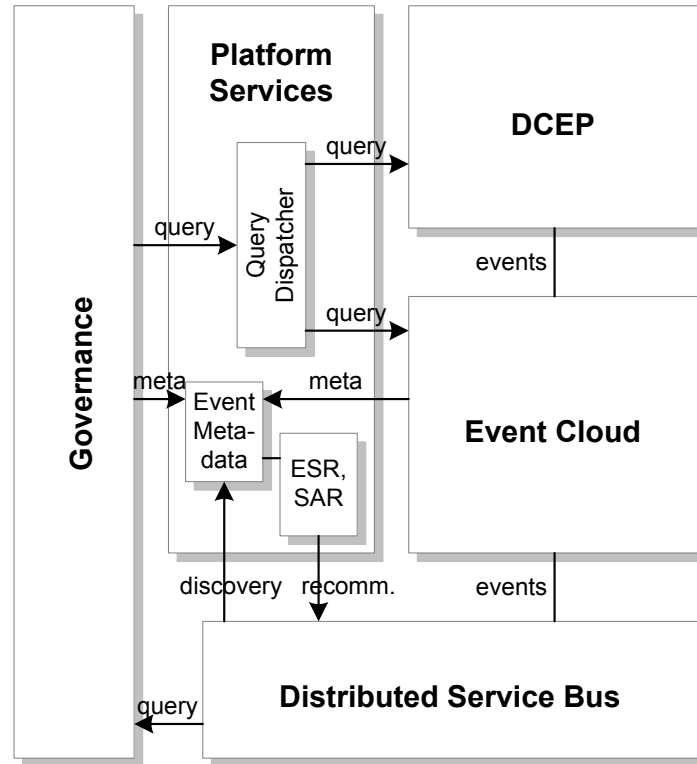 Platform
Services
DCEP
query
query
Query
Dispatcher
events
query
Governance
meta
meta
Event
Meta-
data
Event Cloud
ESR,
SAR
discovery
recomm.
events
Distributed Service Bus
query